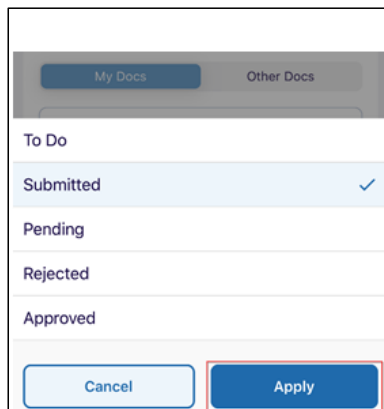 My Docs Other Docs
To Do
Submitted
Pending
Rejected
Approved
Cancel Apply